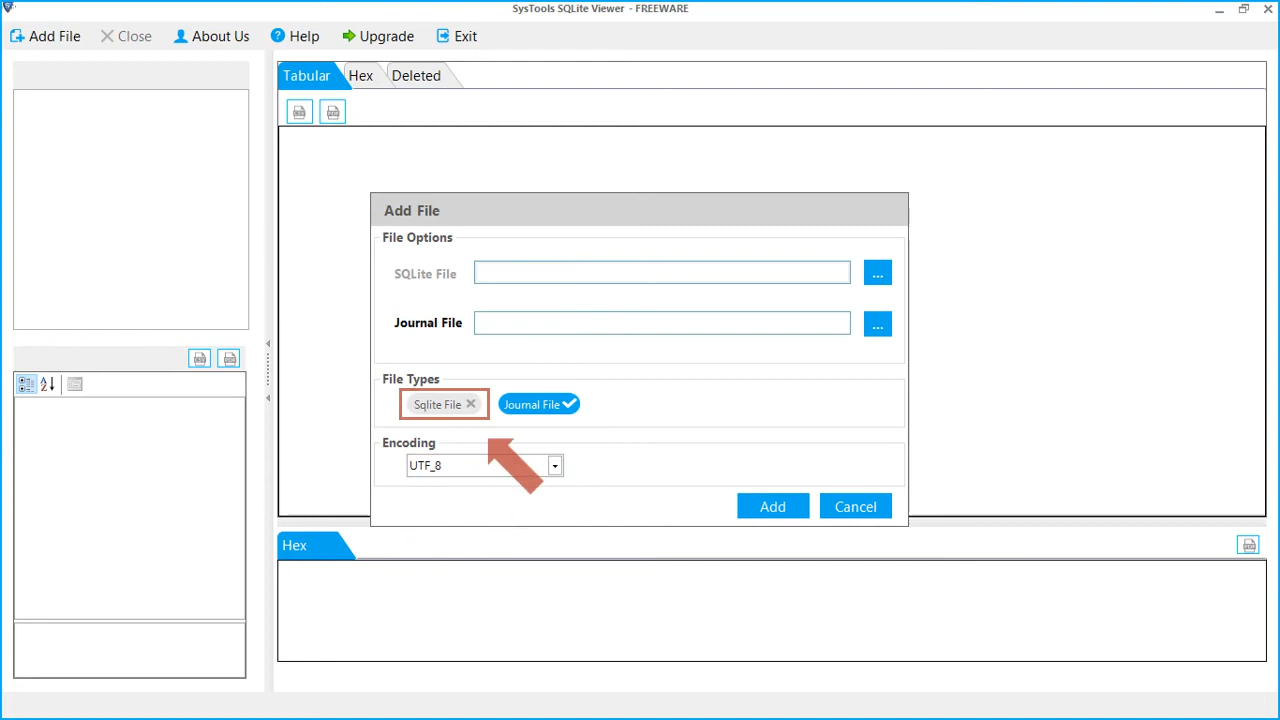 SysTools SQLite Viewer - FREEWARE
Add File Close About Us ? Help Upgrade Exit
Tabular Hex Deleted
Add File
File Options
SQLite File ...
Journal File ...
File Types
Sqlite File Journal File
Encoding
UTF_8
Add Cancel
Hex